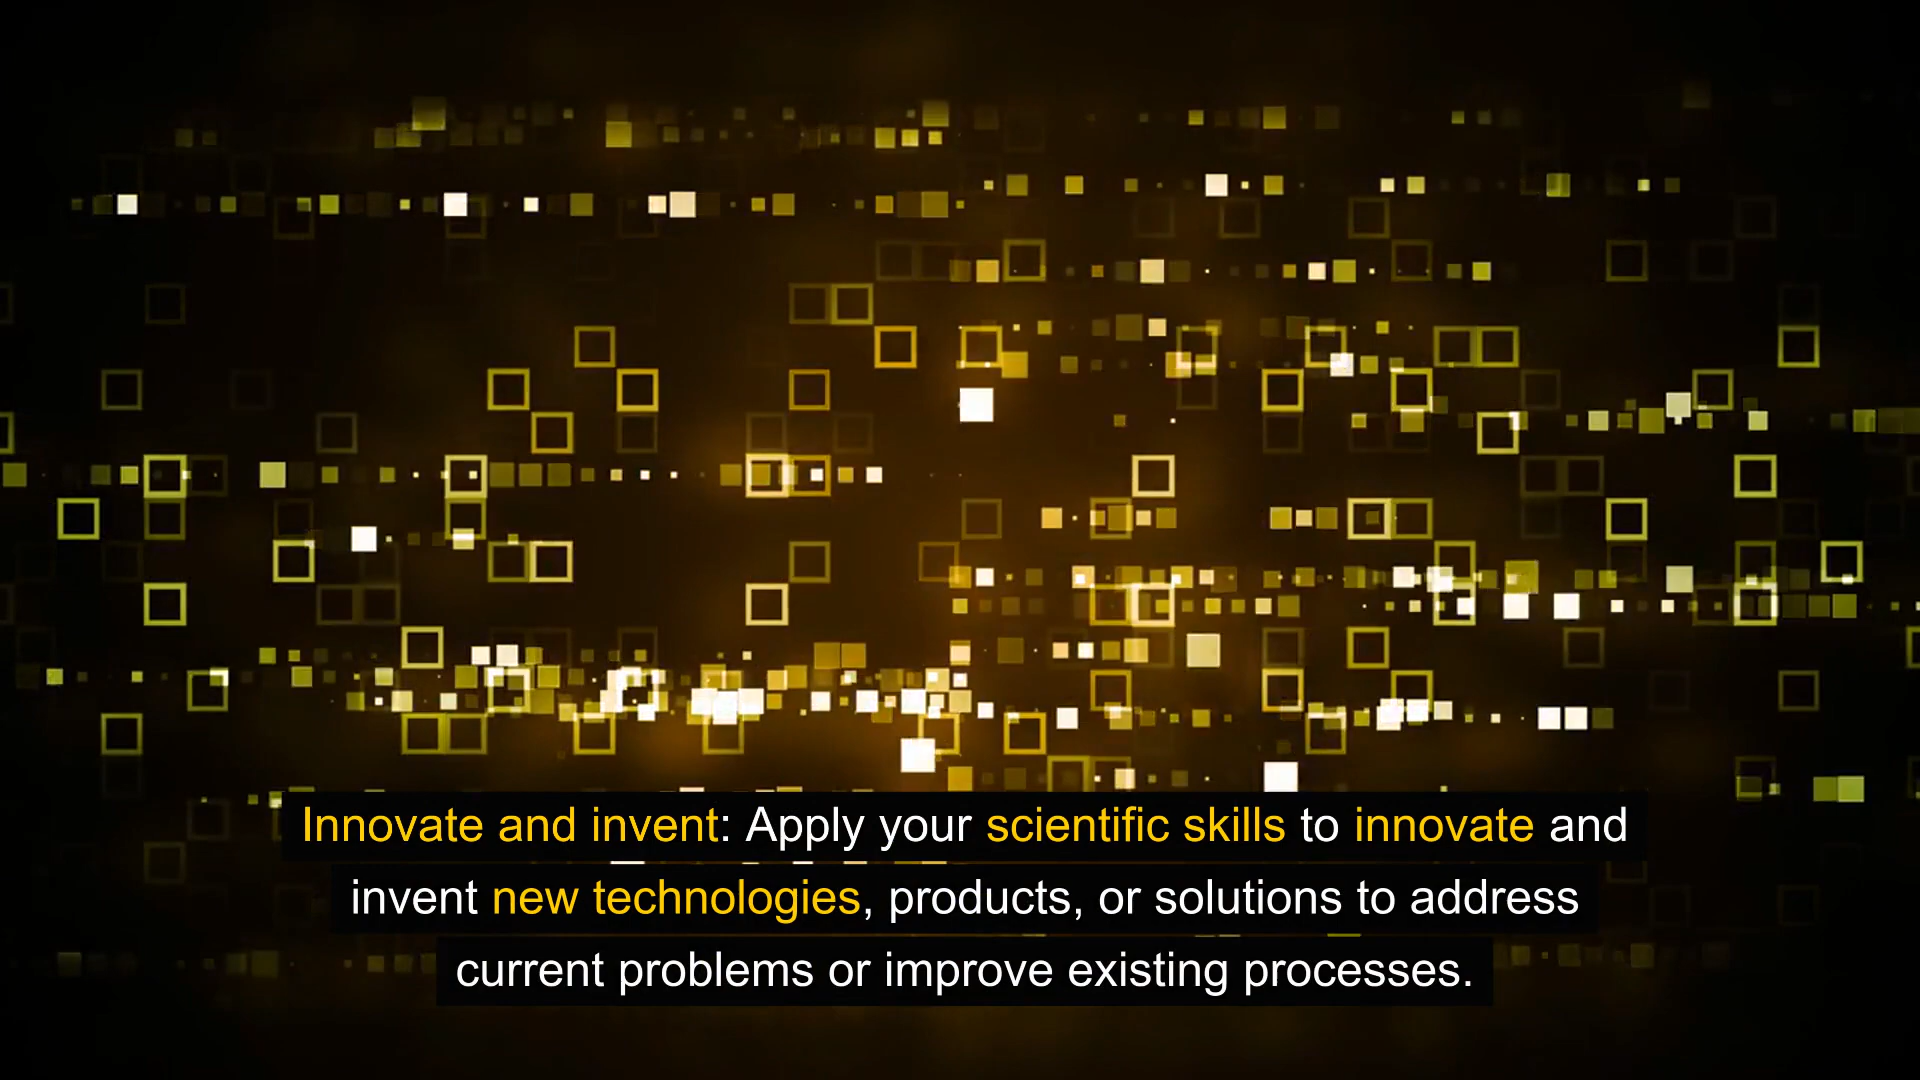 Innovate and invent: Apply your scientific skills to innovate and
invent new technologies, products, or solutions to address
current problems or improve existing processes.